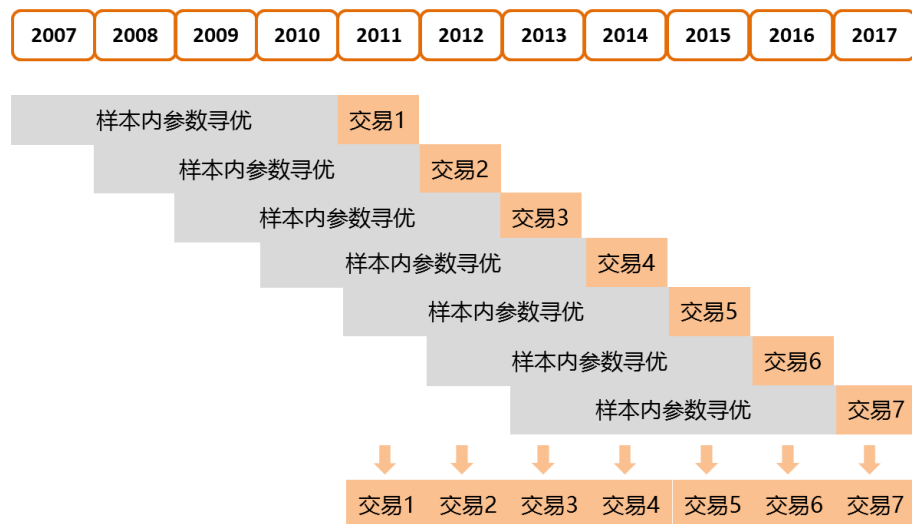 2007 2008 2009 2010 2011 2012 2013 2014 2015 2016 2017
样本内参数寻优 交易1
样本内参数寻优 交易2
样本内参数寻优 交易3
样本内参数寻优 交易4
样本内参数寻优 交易5
样本内参数寻优 交易6
样本内参数寻优 交易7
交易1 交易2 交易3 交易4 交易5 交易6 交易7